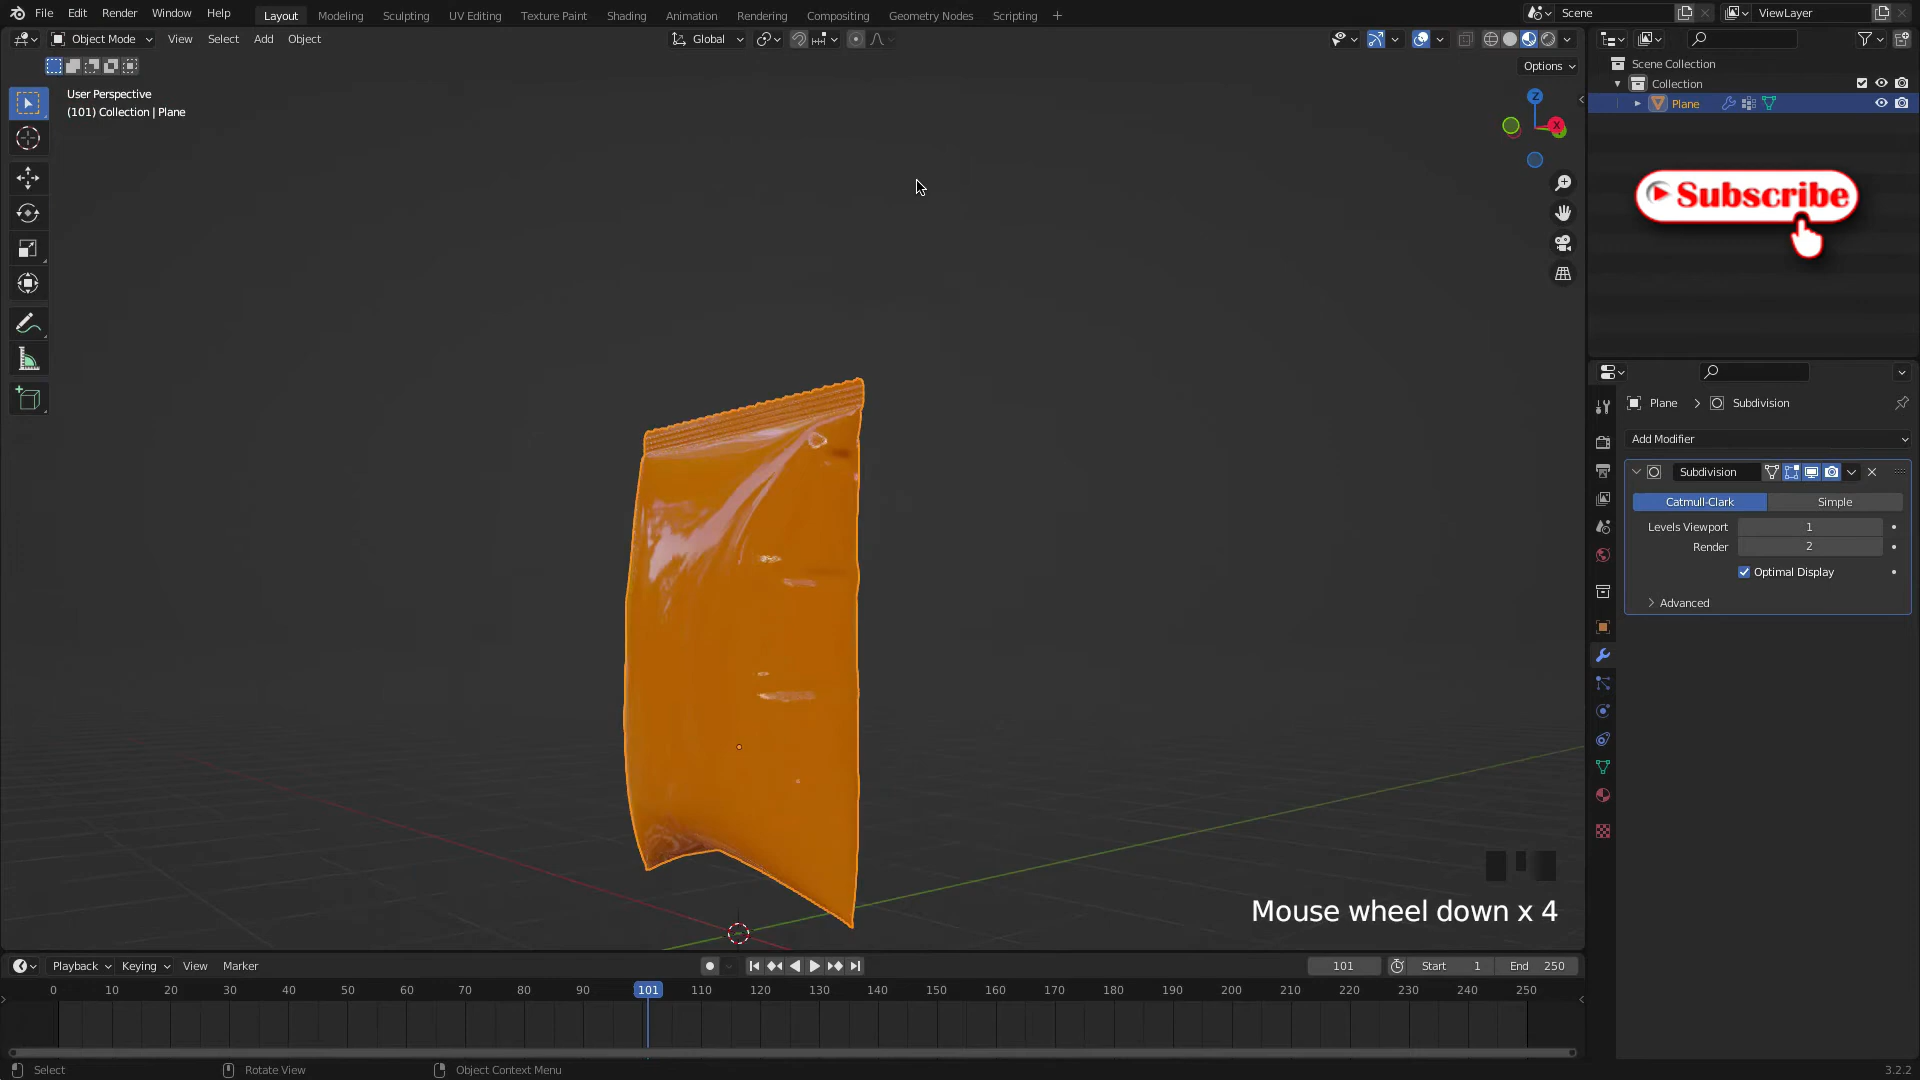 File Edit Render Window Help
Layout Modeling Sculpting UV Editing Texture Paint Shading Animation Rendering Compositing Geometry Nodes Scripting +
Scene
ViewLayer
Object Mode View Select Add Object
Global
Options
User Perspective
(101) Collection | Plane
Z
X
Scene Collection
Collection
Plane
Subscribe
Plane > Subdivision
Add Modifier
Subdivision
Catmull-Clark Simple
Levels Viewport 1
Render 2
Optimal Display
Advanced
Mouse wheel down x 4
Playback Keying View Marker
101 Start 1 End 250
0 10 20 30 40 50 60 70 80 90 101 110 120 130 140 150 160 170 180 190 200 210 220 230 240 250
Select Rotate View Object Context Menu
3.2.2